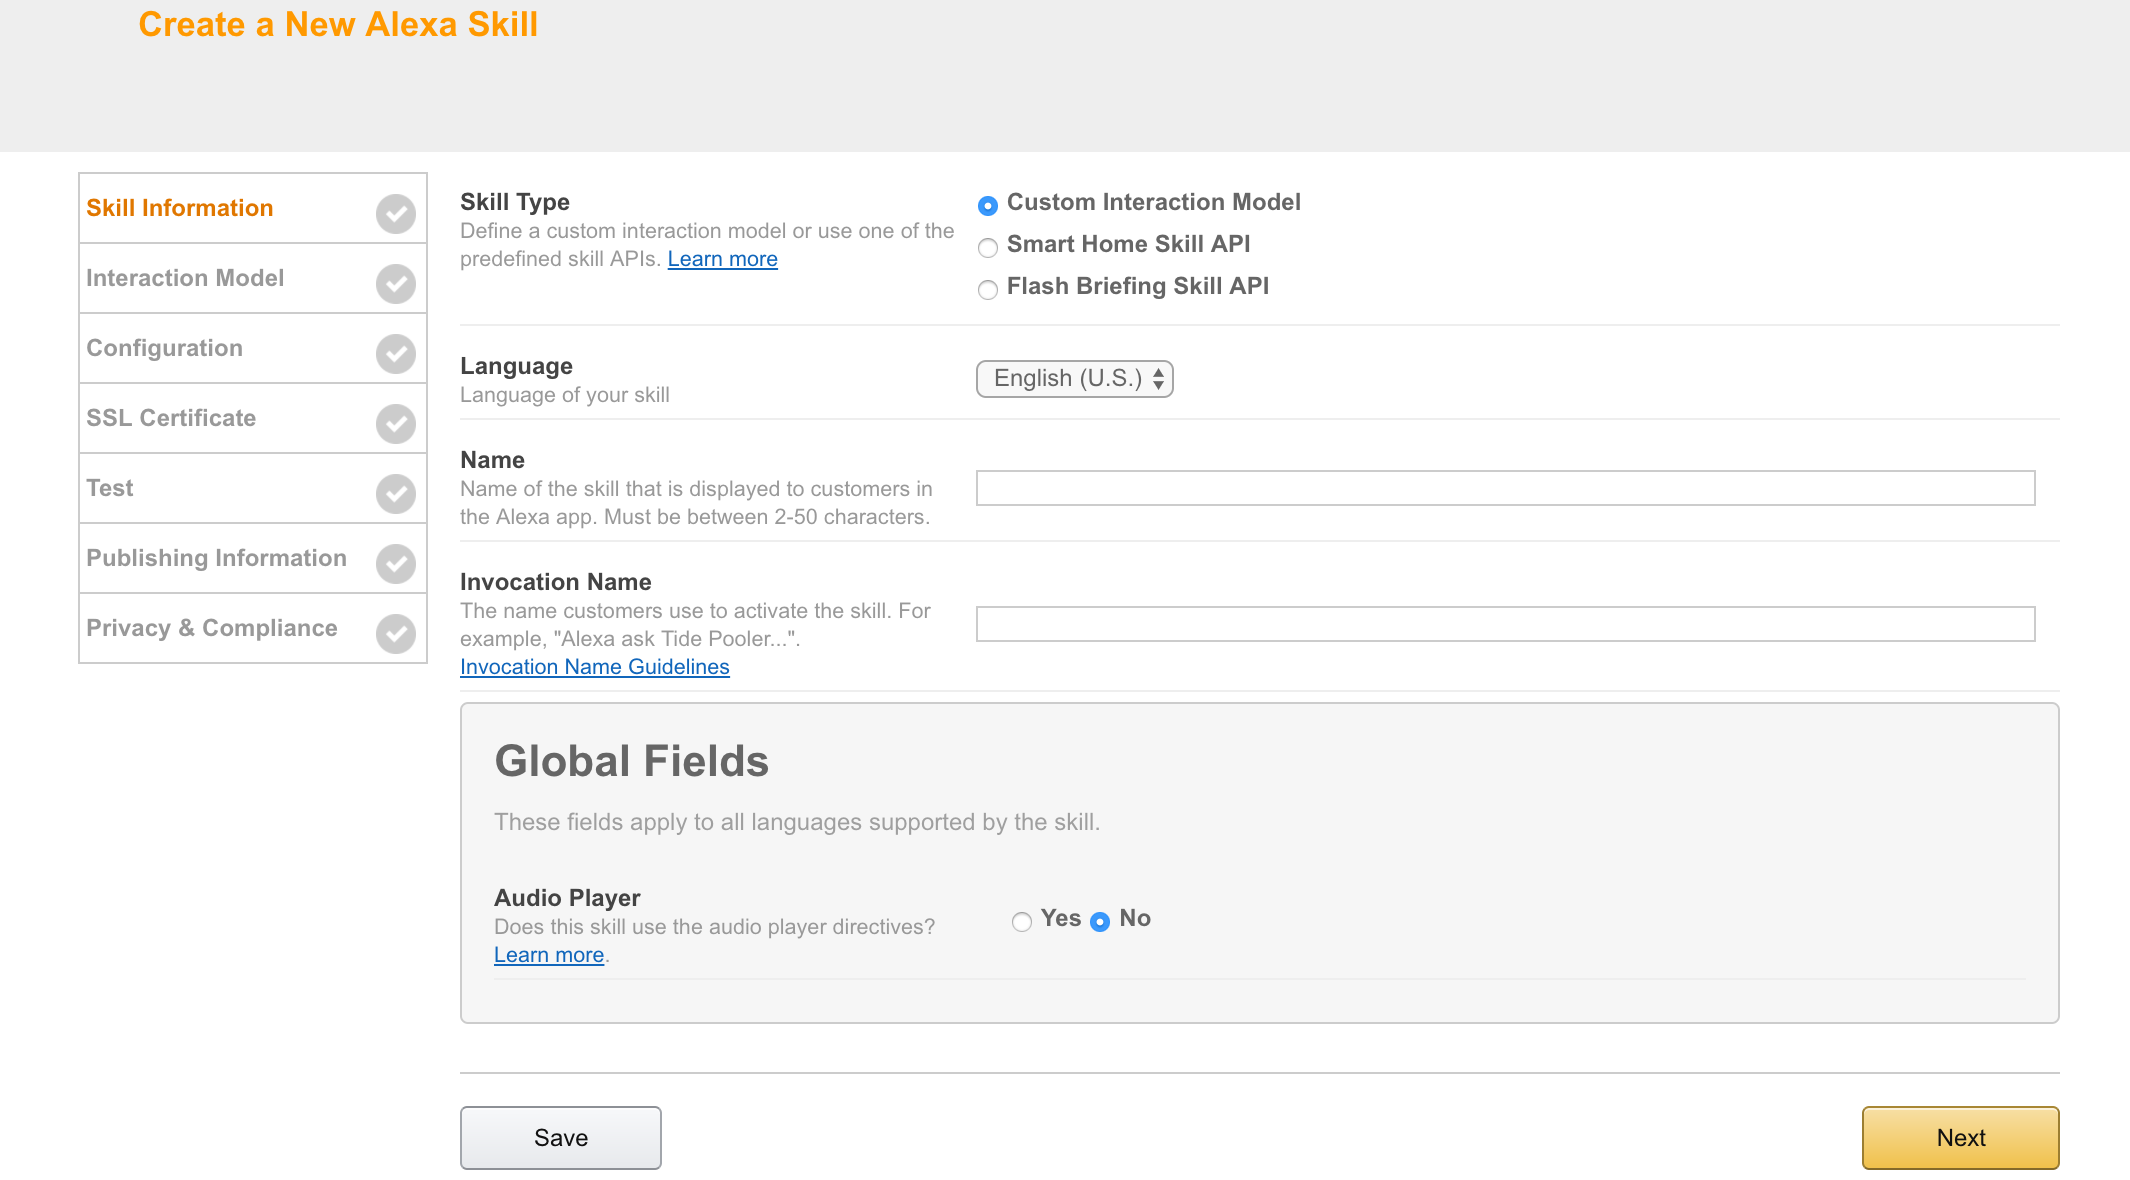 Create a New Alexa Skill
Skill Information
Interaction Model
Configuration
SSL Certificate
Test
Publishing Information
Privacy & Compliance
Skill Type
Define a custom interaction model or use one of the
predefined skill APIs. Learn more
Custom Interaction Model
Smart Home Skill API
Flash Briefing Skill API
Language
Language of your skill
English (U.S.)
Name
Name of the skill that is displayed to customers in
the Alexa app. Must be between 2-50 characters.
Invocation Name
The name customers use to activate the skill. For
example, "Alexa ask Tide Pooler...".
Invocation Name Guidelines
Global Fields
These fields apply to all languages supported by the skill.
Audio Player
Does this skill use the audio player directives?
Learn more.
Yes No
Save
Next